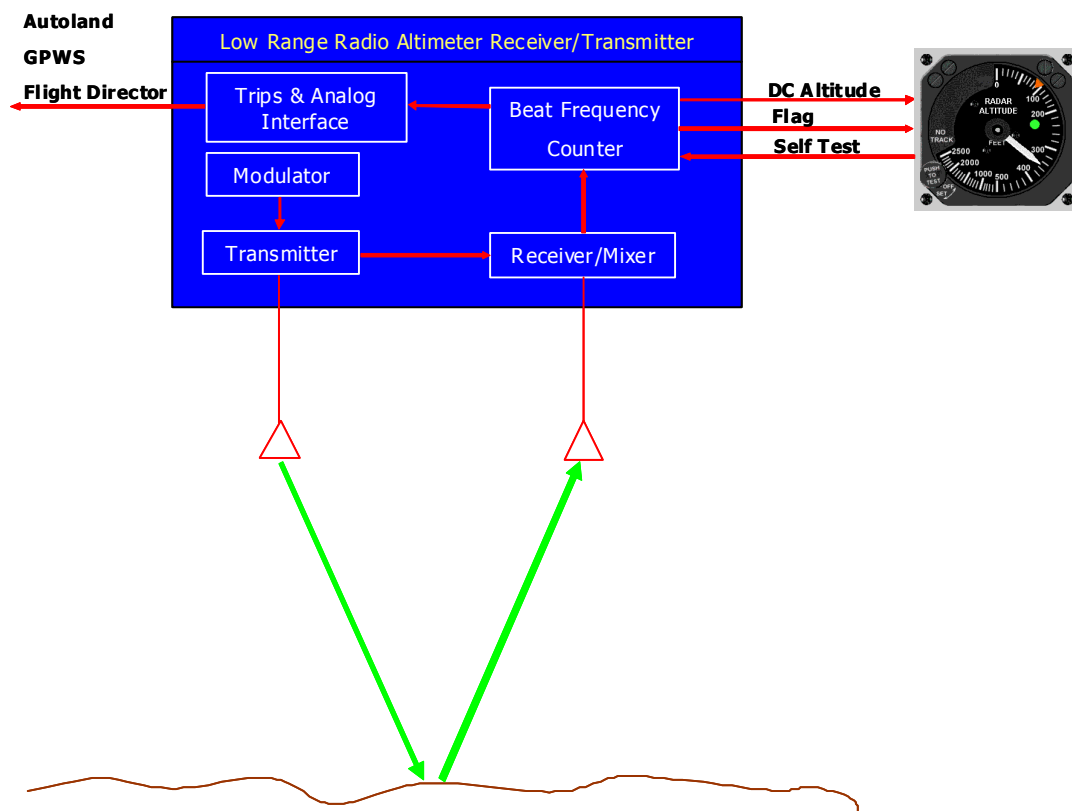 Autoland
GPWS
Flight Director
Low Range Radio Altimeter Receiver/Transmitter
Trips & Analog
Interface
Beat Frequency
Counter
Modulator
Transmitter
Receiver/Mixer
DC Altitude
Flag
Self Test
0
100
RADAR
ALTITUDE
200
NO
TRACK
FEET
300
2500
2000
400
1000
500
PUSH
TO
TEST
OFF
SET